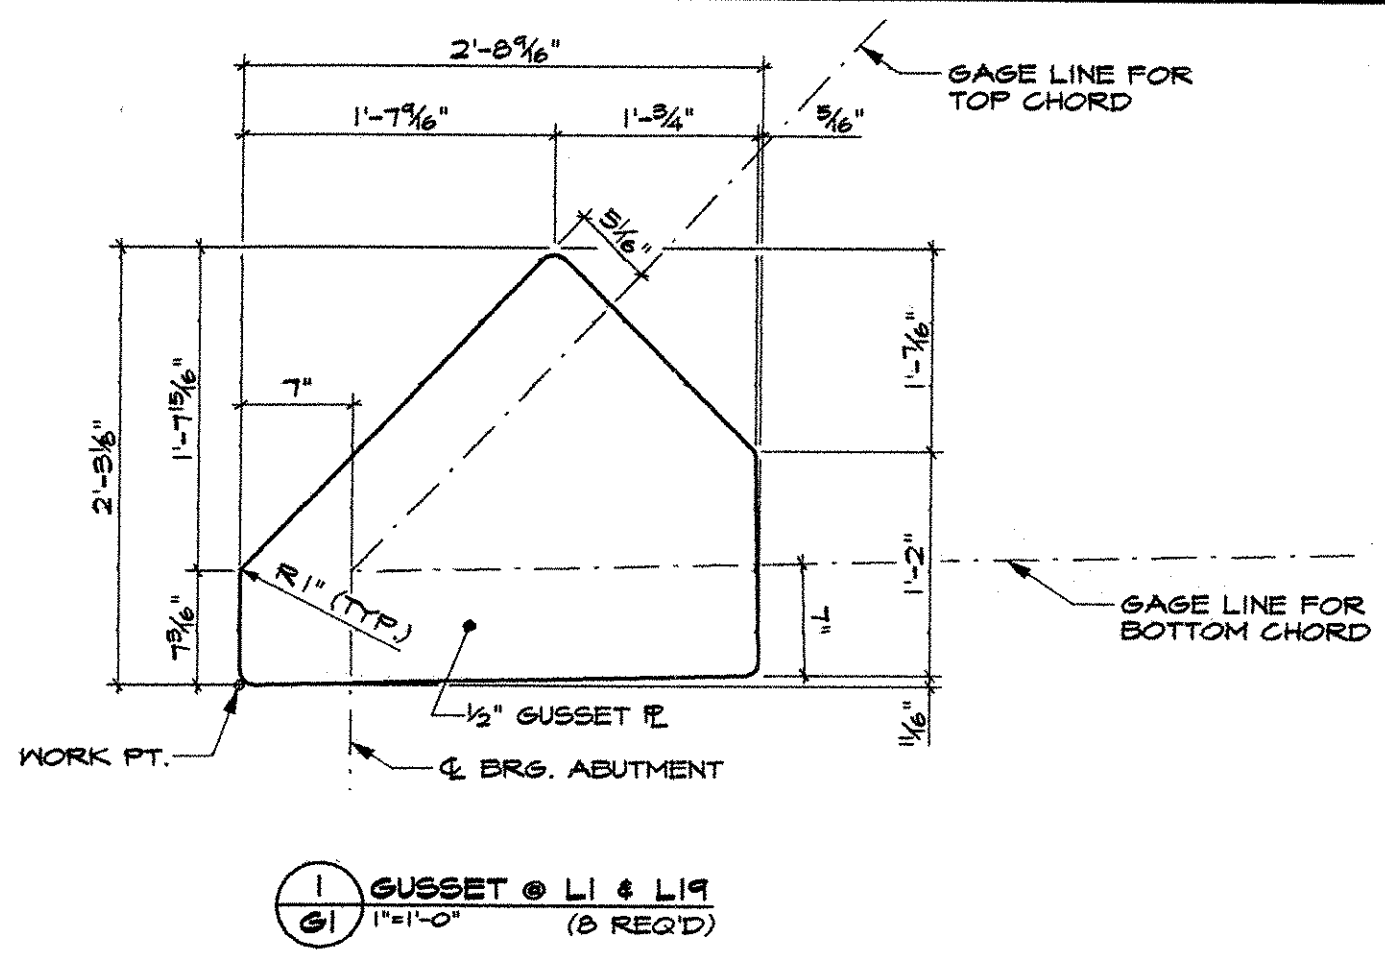 2'-8 9/16"
GAGE LINE FOR
TOP CHORD
1'-7 9/16"
1'-3/4"
5/16"
5 1/16"
1'-7/16"
7"
1'-7 15/16"
2'-3 1/8"
1'-2"
R 1" (TYP.)
7 3/16"
7"
GAGE LINE FOR
BOTTOM CHORD
1/2" GUSSET PL
11/16"
WORK PT.
CL BRG. ABUTMENT
1
G1
GUSSET @ L1 & L19
1"=1'-0"
(8 REQ'D)